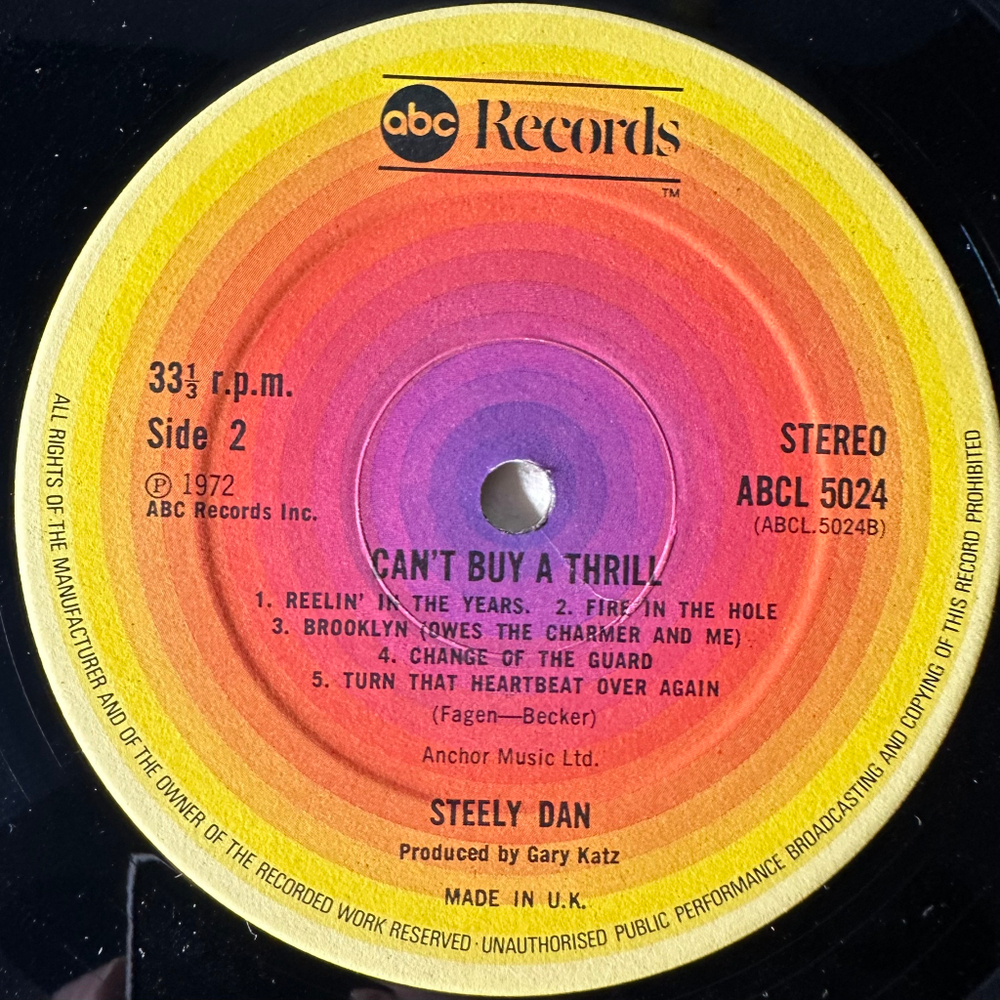 abc Records
TM
33⅓ r.p.m.
Side 2
Ⓟ 1972
ABC Records Inc.
STEREO
ABCL 5024
(ABCL.5024B)
CAN'T BUY A THRILL
1. REELIN' IN THE YEARS. 2. FIRE IN THE HOLE
3. BROOKLYN (OWES THE CHARMER AND ME)
4. CHANGE OF THE GUARD
5. TURN THAT HEARTBEAT OVER AGAIN
(Fagen—Becker)
Anchor Music Ltd.
STEELY DAN
Produced by Gary Katz
MADE IN U.K.
ALL RIGHTS OF THE MANUFACTURER AND OF THE OWNER OF THE RECORDED WORK RESERVED · UNAUTHORISED PUBLIC PERFORMANCE BROADCASTING AND COPYING OF THIS RECORD PROHIBITED